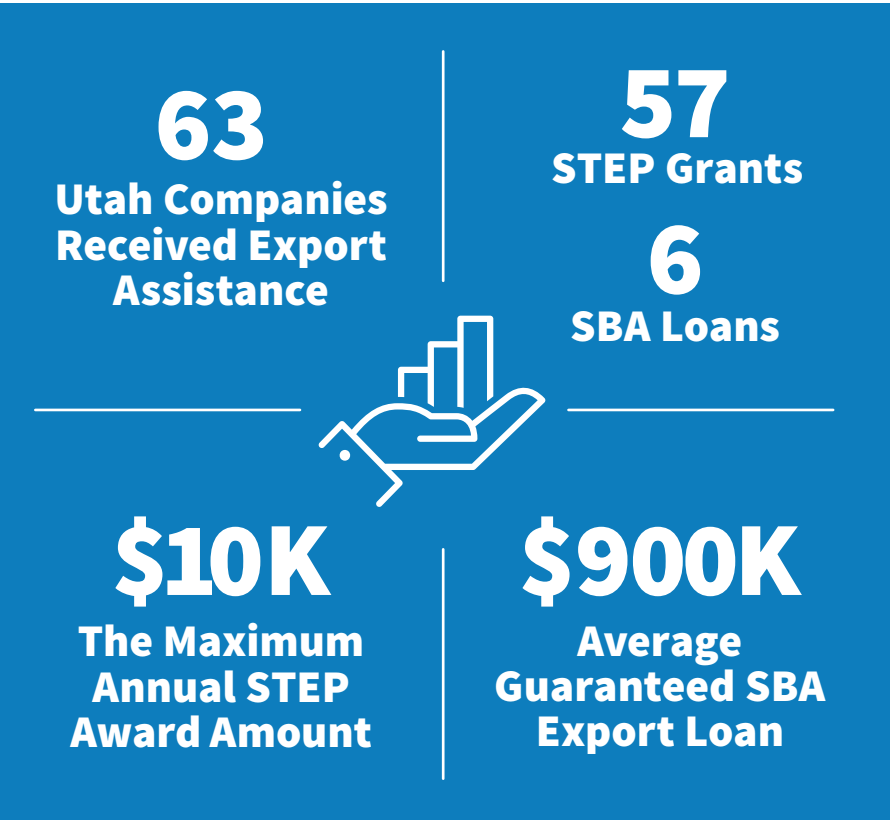 63
Utah Companies
Received Export
Assistance
57
STEP Grants
6
SBA Loans
$10K
The Maximum
Annual STEP
Award Amount
$900K
Average
Guaranteed SBA
Export Loan